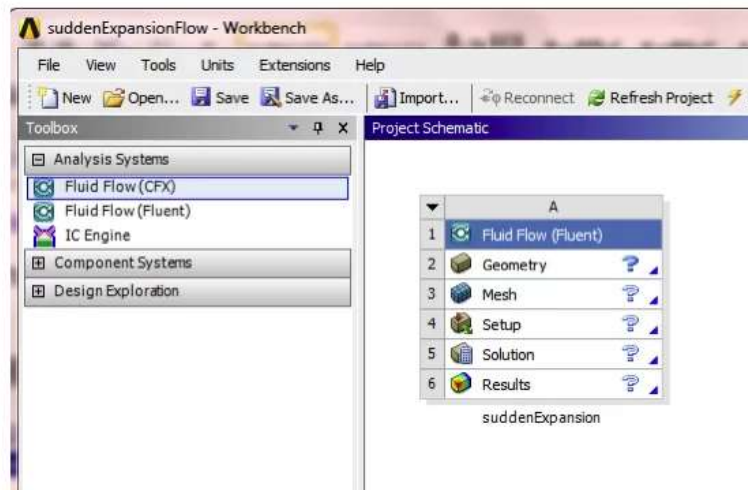 suddenExpansionFlow - Workbench
File View Tools Units Extensions Help
New Open... Save Save As... Import... Reconnect Refresh Project
Toolbox
Project Schematic
Analysis Systems
Fluid Flow (CFX)
Fluid Flow (Fluent)
IC Engine
Component Systems
Design Exploration
A
1 Fluid Flow (Fluent)
2 Geometry ?
3 Mesh ?
4 Setup ?
5 Solution ?
6 Results ?
suddenExpansion